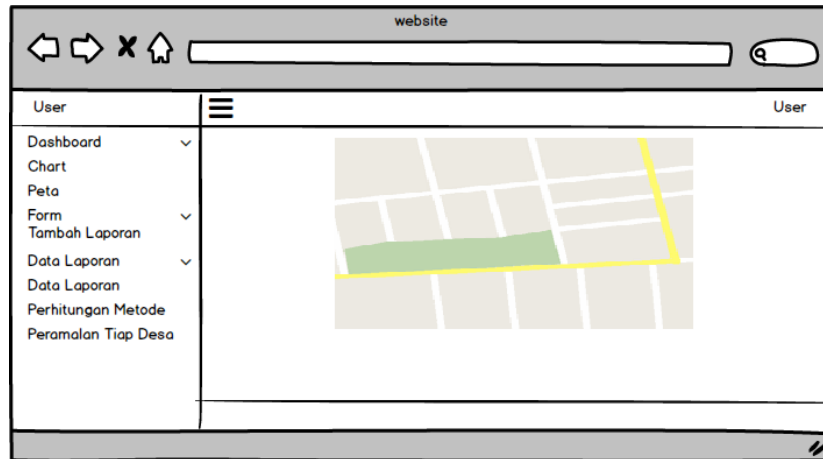 website
User
User
Dashboard
Chart
Peta
Form
Tambah Laporan
Data Laporan
Data Laporan
Perhitungan Metode
Peramalan Tiap Desa